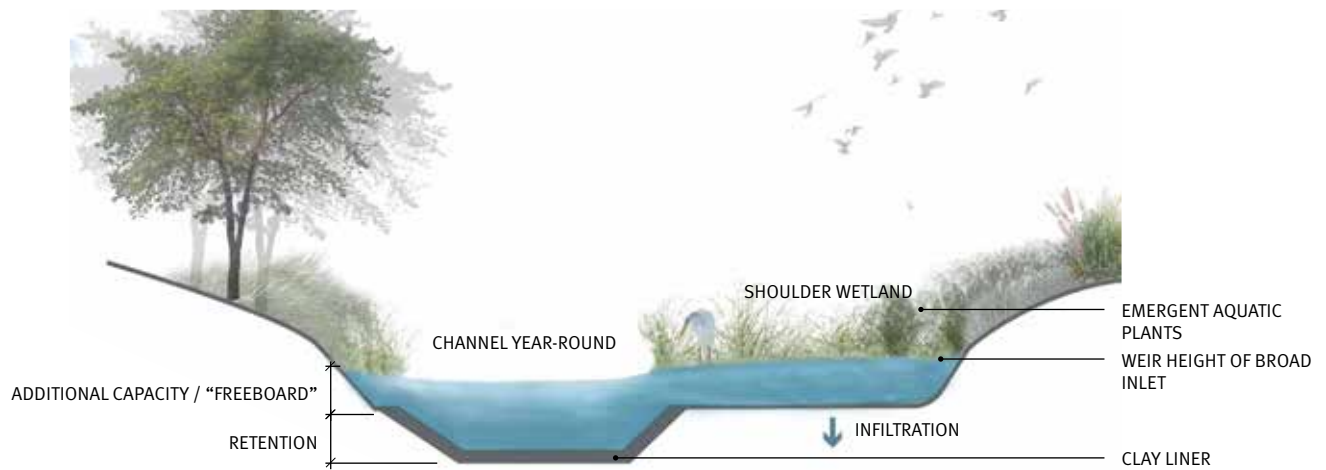 SHOULDER WETLAND
EMERGENT AQUATIC
PLANTS
CHANNEL YEAR-ROUND
WEIR HEIGHT OF BROAD
INLET
ADDITIONAL CAPACITY / “FREEBOARD”
RETENTION
INFILTRATION
CLAY LINER